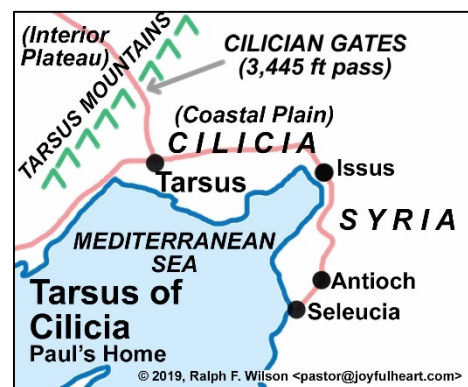 (Interior
Plateau)
TARSUS MOUNTAINS
CILICIAN GATES
(3,445 ft pass)
(Coastal Plain)
CILICIA
Tarsus
Issus
SYRIA
MEDITERRANEAN
SEA
Antioch
Seleucia
Tarsus of
Cilicia
Paul's Home
© 2019, Ralph F. Wilson <pastor@joyfulheart.com>